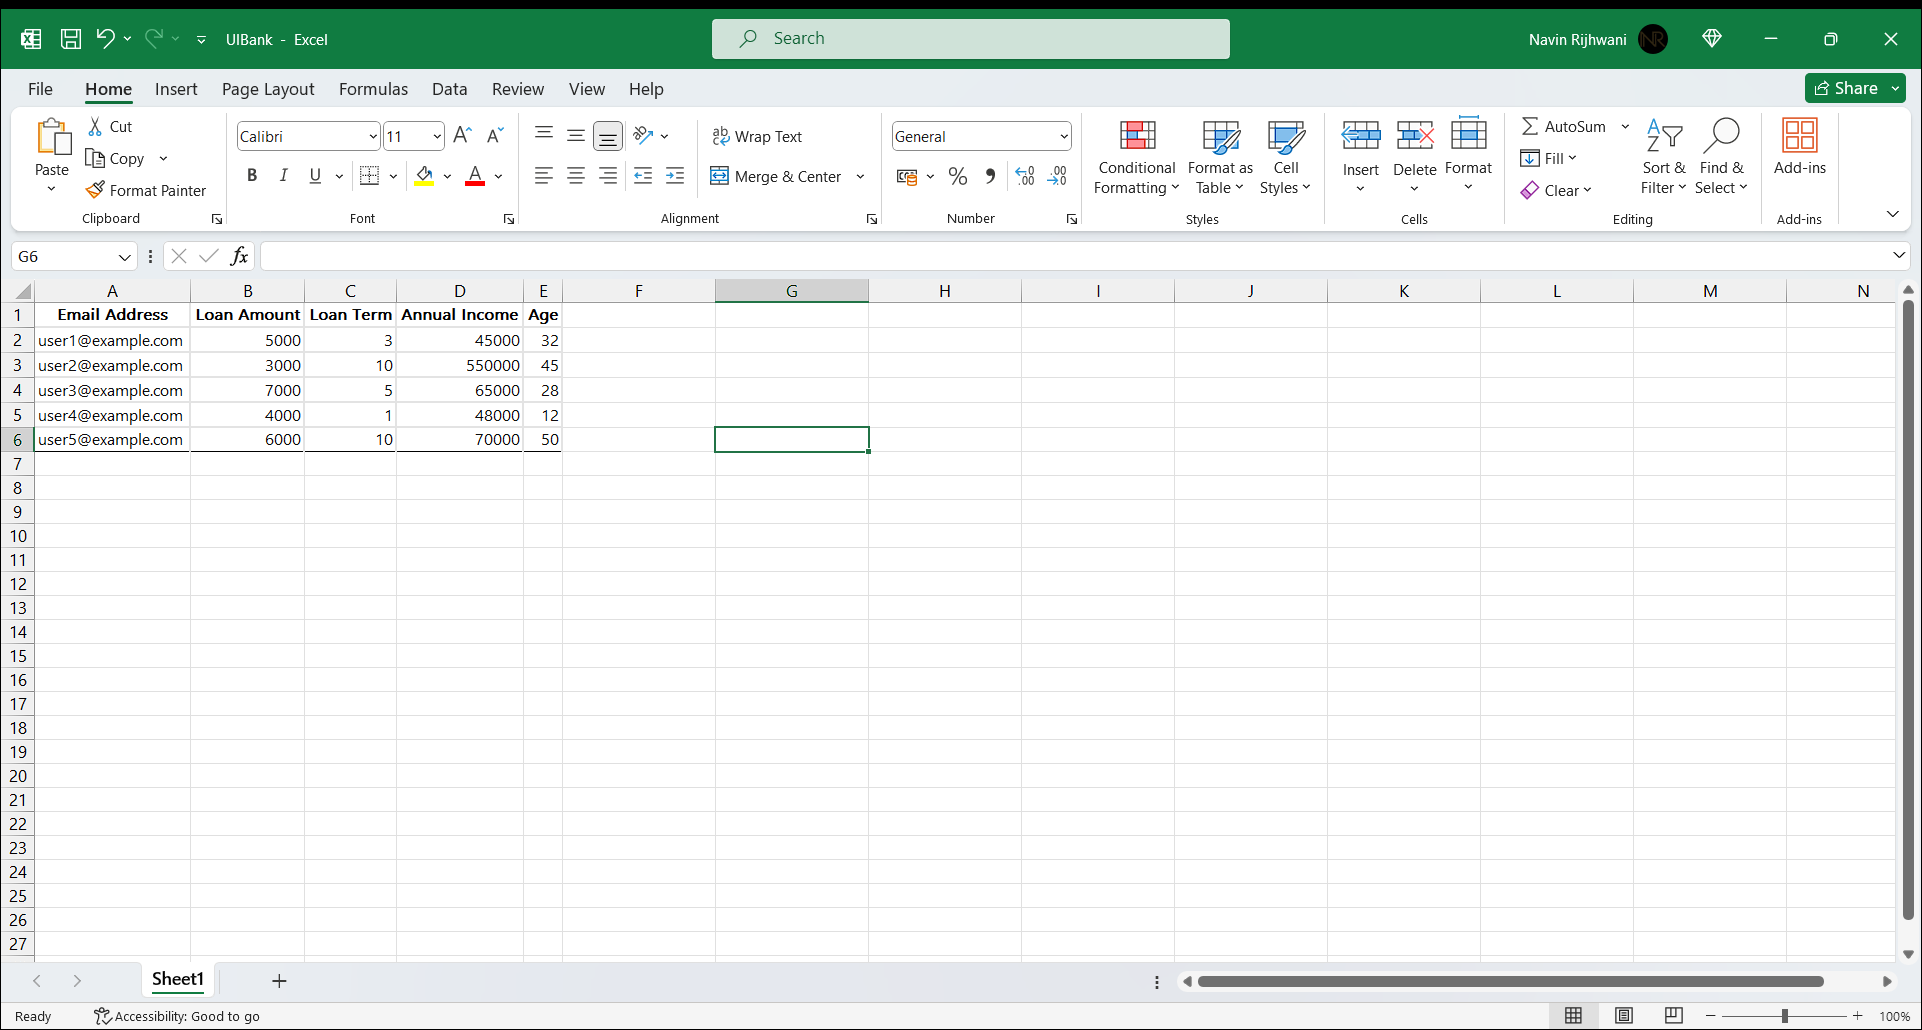 UIBank - Excel
Search
Navin Rijhwani NR
File Home Insert Page Layout Formulas Data Review View Help Share
Paste Cut Copy Format Painter Clipboard
Calibri 11 A A B I U A Font
ab Wrap Text Merge & Center Alignment
General % Number
Conditional Formatting Format as Table Cell Styles Styles
Insert Delete Format Cells
AutoSum Fill Clear Sort & Filter Find & Select Editing
Add-ins Add-ins
G6 fx
A B C D E F G H I J K L M N
1 Email Address Loan Amount Loan Term Annual Income Age
2 user1@example.com 5000 3 45000 32
3 user2@example.com 3000 10 550000 45
4 user3@example.com 7000 5 65000 28
5 user4@example.com 4000 1 48000 12
6 user5@example.com 6000 10 70000 50
7
8
9
10
11
12
13
14
15
16
17
18
19
20
21
22
23
24
25
26
27
Sheet1
Ready Accessibility: Good to go 100%